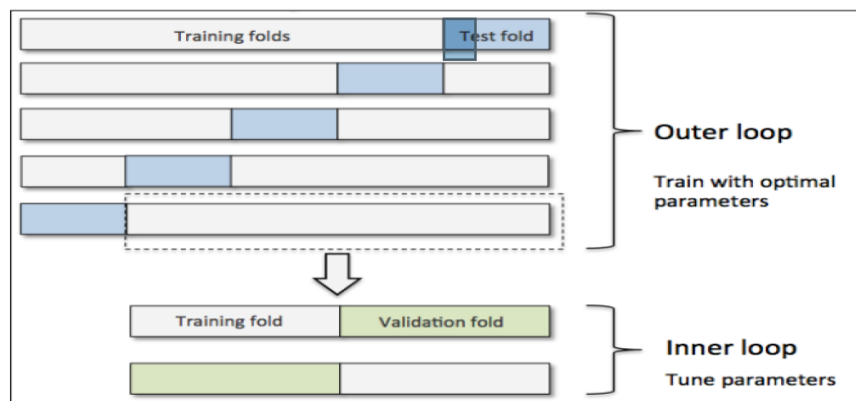 Training folds
Test fold
Outer loop
Train with optimal
parameters
Training fold
Validation fold
Inner loop
Tune parameters